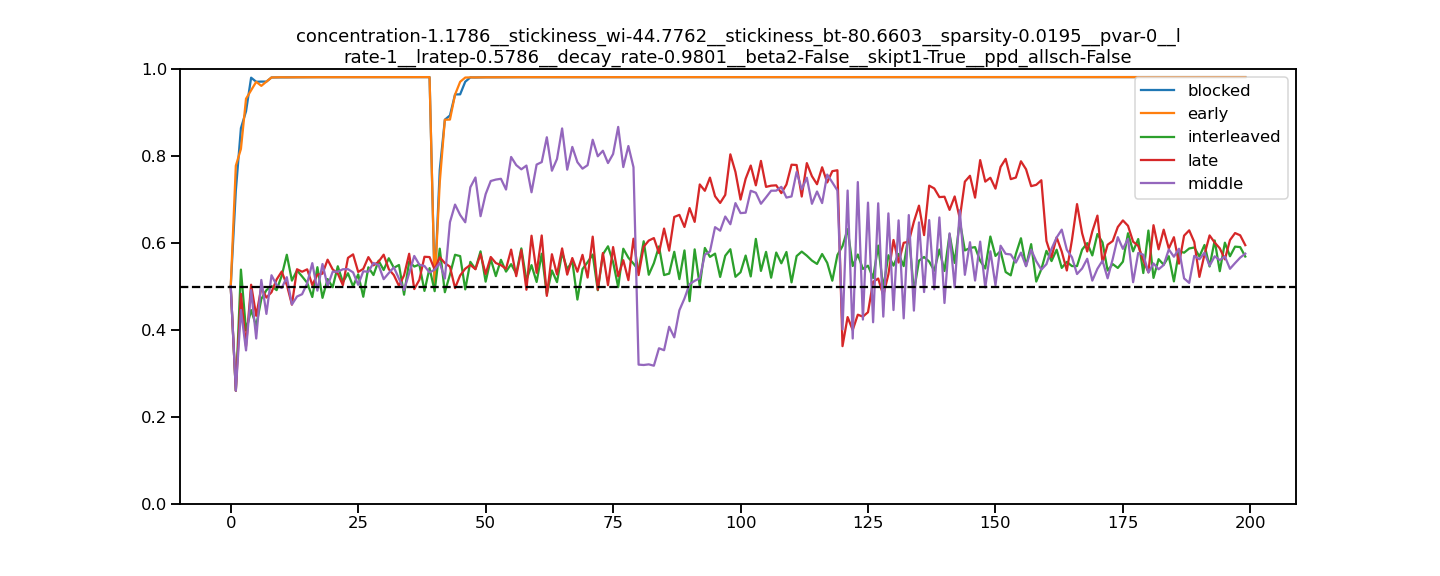 concentration-1.1786__stickiness_wi-44.7762__stickiness_bt-80.6603__sparsity-0.0195__pvar-0__l
rate-1__lratep-0.5786__decay_rate-0.9801__beta2-False__skipt1-True__ppd_allsch-False
1.0
0.8
0.6
0.4
0.2
0.0
blocked
early
interleaved
late
middle
0 25 50 75 100 125 150 175 200